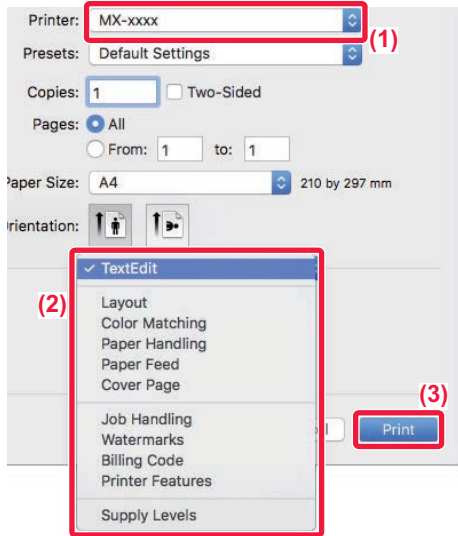 Printer: MX-xxxx
(1)
Presets: Default Settings
Copies: 1 Two-Sided
Pages: All
From: 1 to: 1
Paper Size: A4 210 by 297 mm
rientation:
(2)
✓ TextEdit
Layout
Color Matching
Paper Handling
Paper Feed
Cover Page
Job Handling
Watermarks
Billing Code
Printer Features
Supply Levels
(3)
Print